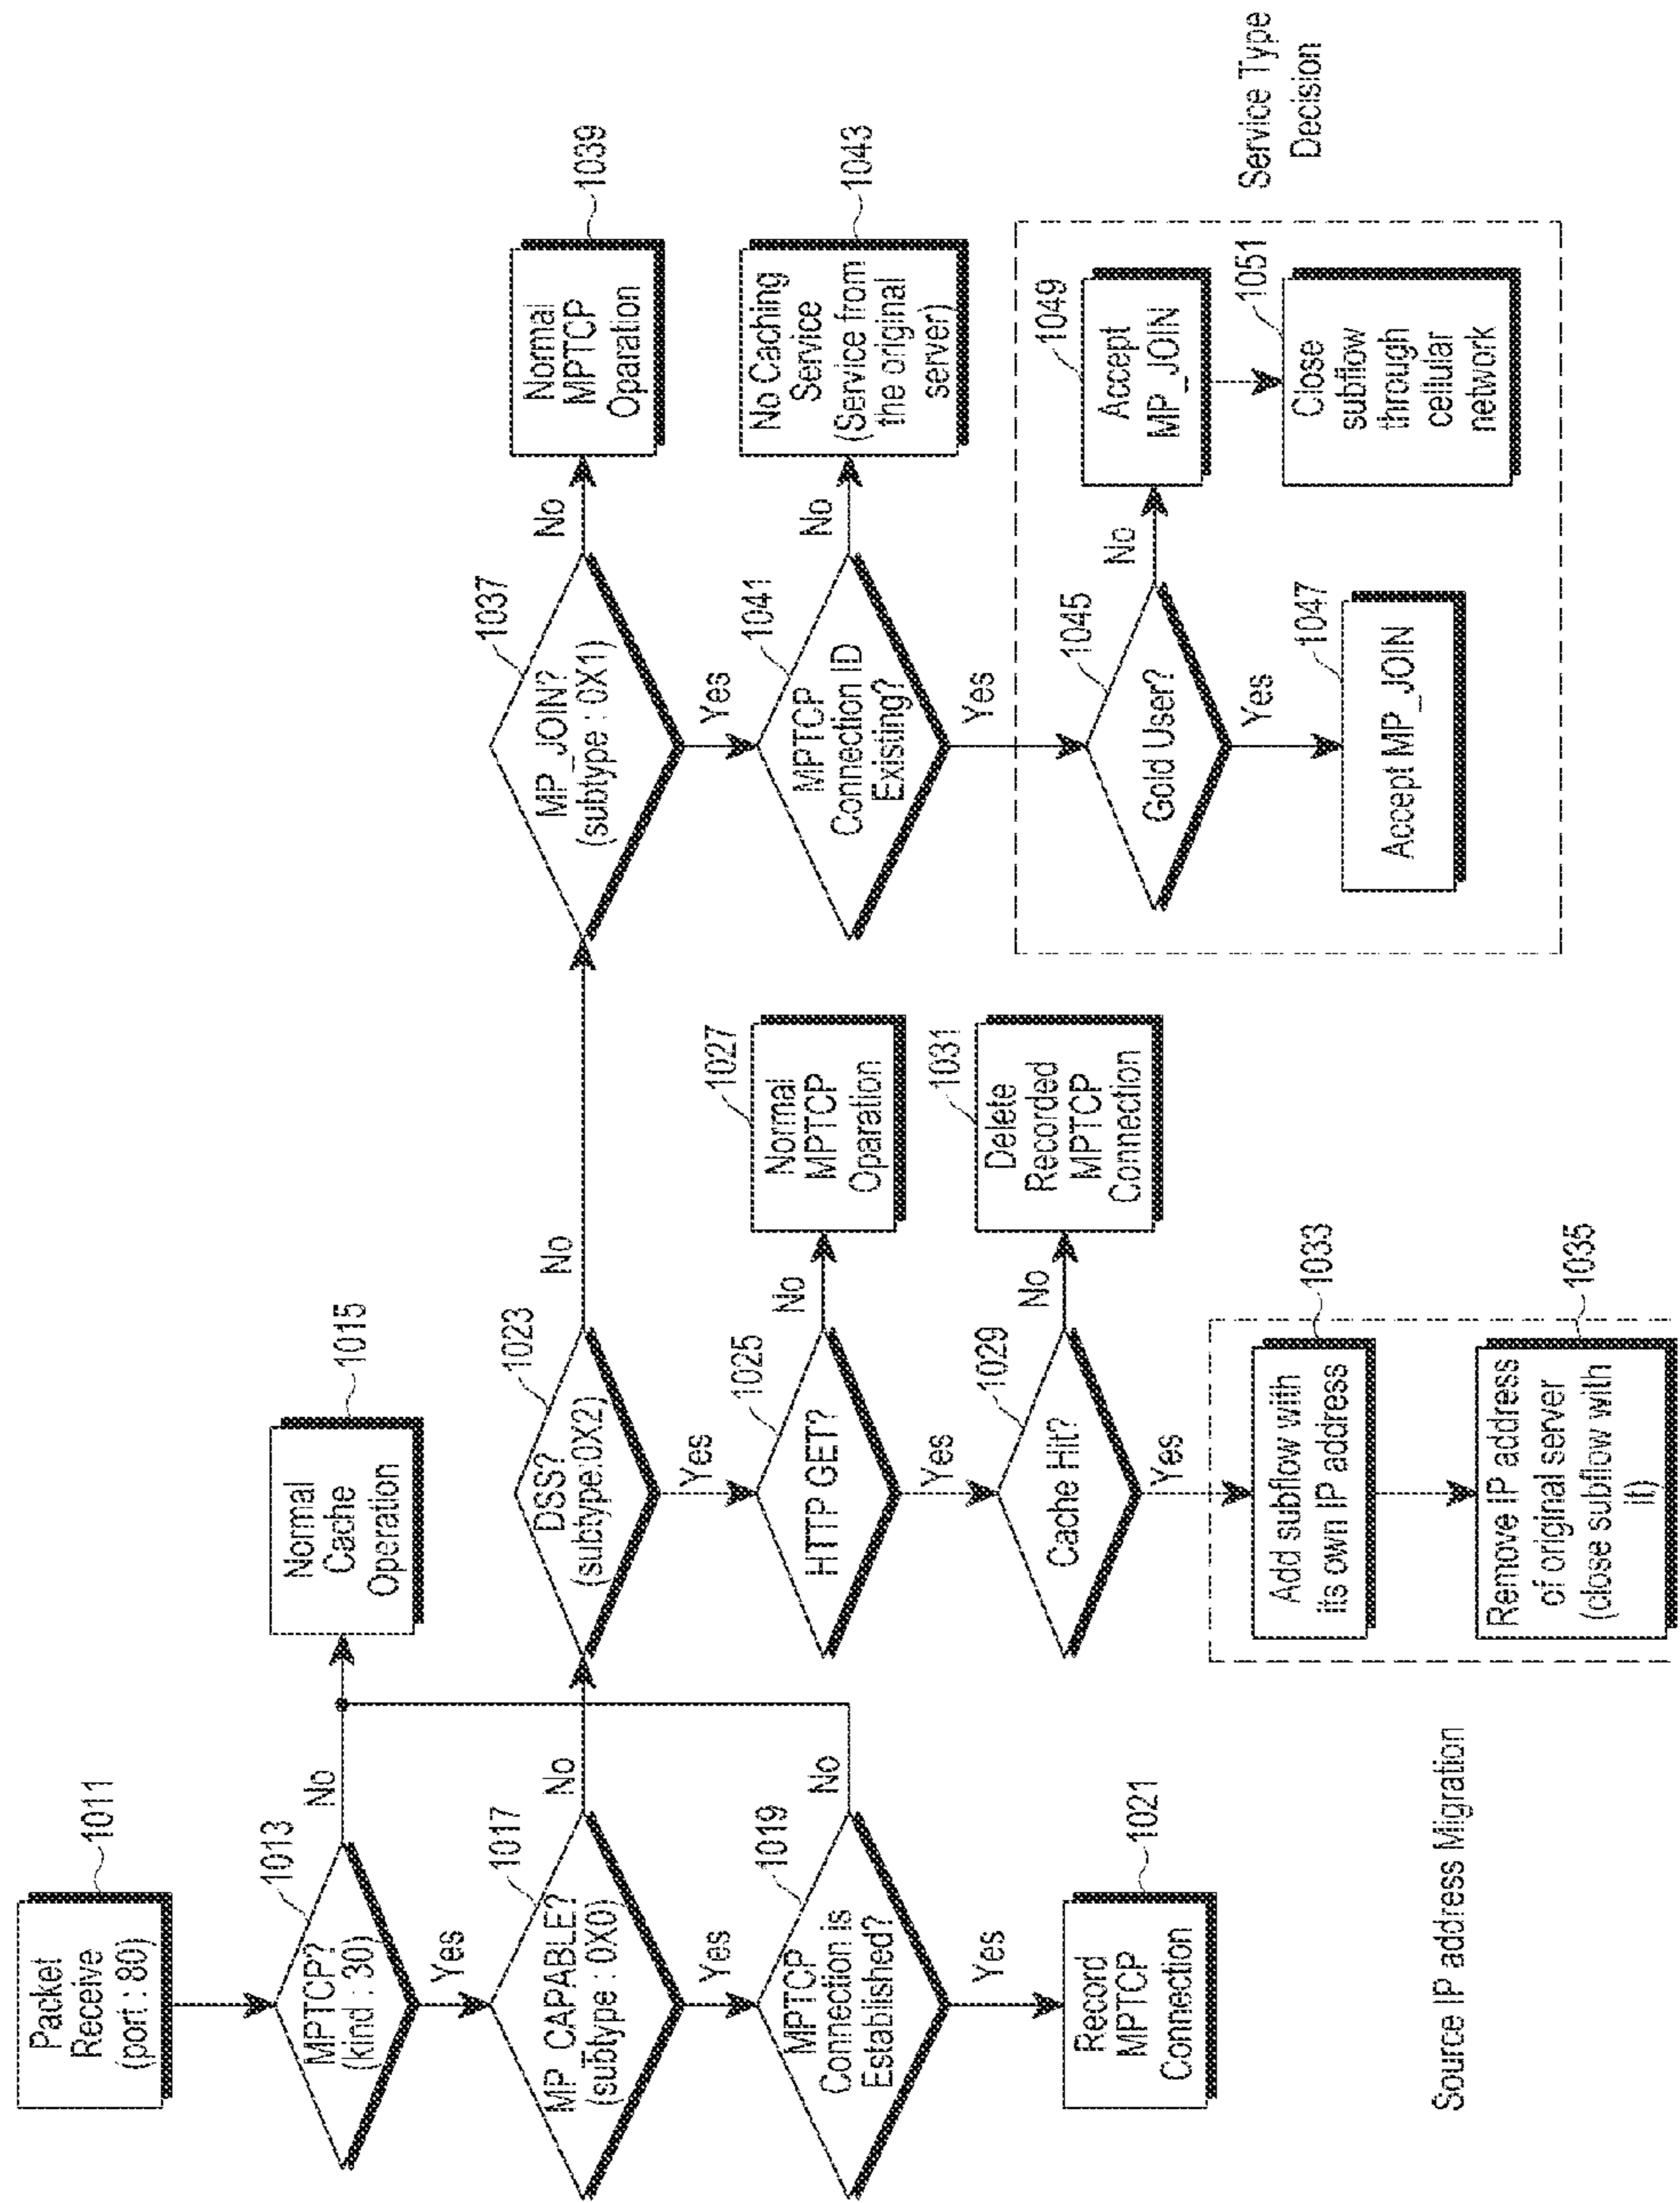 Packet
Receive
(port : 80)
1011
MPTCP?
(kind : 30)
1013
No
Yes
Normal
Cache
Operation
1015
MP_CAPABLE?
(subtype : 0X0)
1017
No
Yes
MPTCP
Connection is
Established?
1019
No
Yes
Record
MPTCP
Connection
1021
DSS?
(subtype:0X2)
1023
No
Yes
HTTP GET?
1025
No
Yes
Normal
MPTCP
Oparation
1027
Cache Hit?
1029
No
Yes
Delete
Recorded
MPTCP
Connection
1031
Add subflow with
its own IP address
1033
Remove IP address
of original server
(close subflow with
it)
1035
Source IP address Migration
MP_JOIN?
(subtype : 0X1)
1037
No
Yes
Normal
MPTCP
Oparation
1039
MPTCP
Connection ID
Existing?
1041
No
Yes
No Caching
Service
(Service from
the original
server)
1043
Gold User?
1045
No
Yes
Accept MP_JOIN
1047
Accept
MP_JOIN
1049
Close
subflow
through
cellular
network
1051
Service Type
Decision